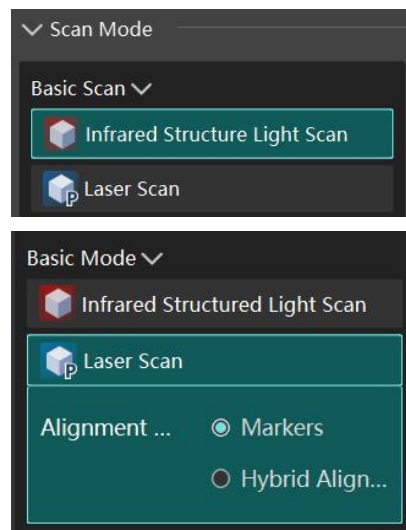 Scan Mode
Basic Scan
Infrared Structure Light Scan
P Laser Scan
Basic Mode
Infrared Structured Light Scan
P Laser Scan
Alignment ... Markers
Hybrid Align...